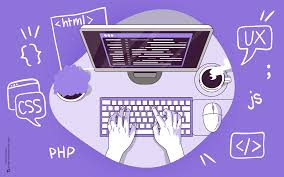 <html>
UX
{}
;
CSS
js
PHP
</>